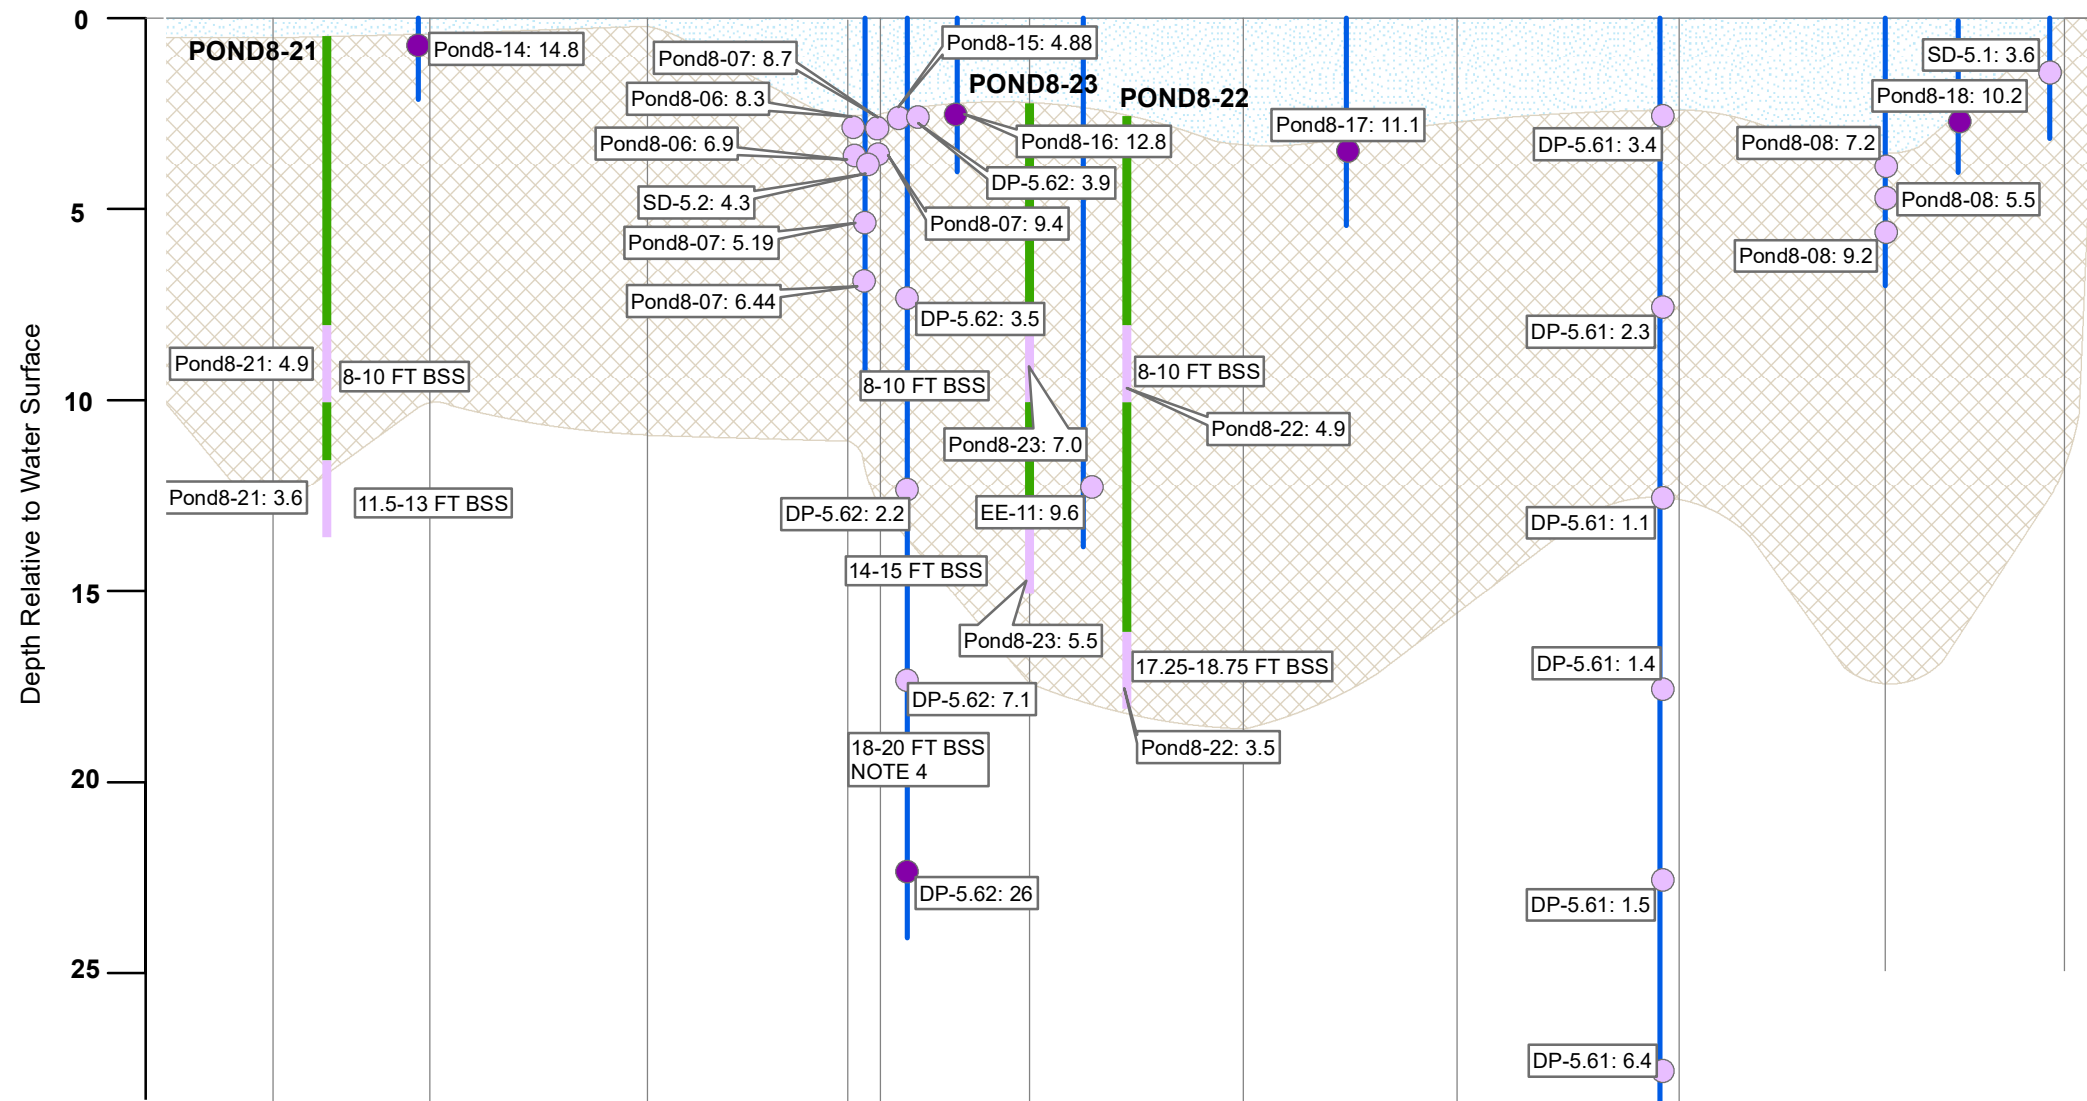 0
POND8-21
Pond8-14: 14.8
Pond8-07: 8.7
Pond8-15: 4.88
SD-5.1: 3.6
Pond8-06: 8.3
POND8-23
POND8-22
Pond8-18: 10.2
Pond8-17: 11.1
Pond8-06: 6.9
Pond8-16: 12.8
DP-5.61: 3.4
Pond8-08: 7.2
DP-5.62: 3.9
SD-5.2: 4.3
Pond8-08: 5.5
5
Pond8-07: 9.4
Pond8-07: 5.19
Pond8-08: 9.2
Pond8-07: 6.44
DP-5.62: 3.5
DP-5.61: 2.3
Pond8-21: 4.9
8-10 FT BSS
8-10 FT BSS
8-10 FT BSS
10
Pond8-22: 4.9
Pond8-23: 7.0
Pond8-21: 3.6
11.5-13 FT BSS
DP-5.62: 2.2
EE-11: 9.6
DP-5.61: 1.1
14-15 FT BSS
15
Pond8-23: 5.5
17.25-18.75 FT BSS
DP-5.61: 1.4
DP-5.62: 7.1
18-20 FT BSS
NOTE 4
Pond8-22: 3.5
20
DP-5.62: 26
DP-5.61: 1.5
25
DP-5.61: 6.4
Depth Relative to Water Surface